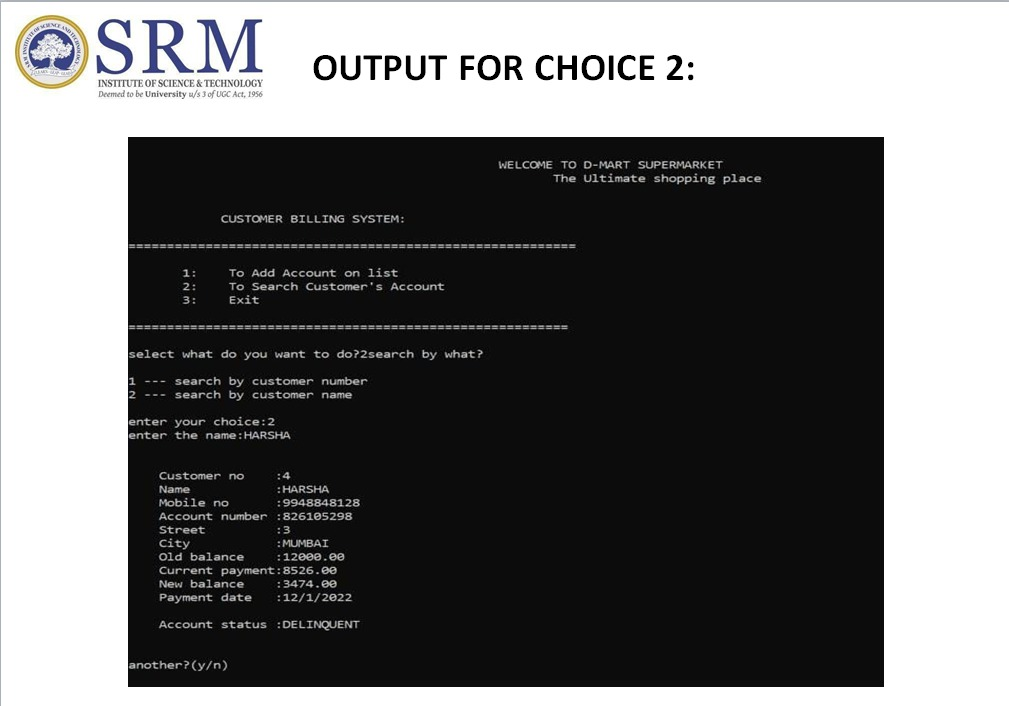 SRM
INSTITUTE OF SCIENCE & TECHNOLOGY
Deemed to be University u/s 3 of UGC Act, 1956
OUTPUT FOR CHOICE 2:
WELCOME TO D-MART SUPERMARKET
The Ultimate shopping place
CUSTOMER BILLING SYSTEM:
==========================================================
1: To Add Account on list
2: To Search Customer's Account
3: Exit
=========================================================
select what do you want to do?2search by what?
1 --- search by customer number
2 --- search by customer name
enter your choice:2
enter the name:HARSHA
Customer no :4
Name :HARSHA
Mobile no :9948848128
Account number :826105298
Street :3
City :MUMBAI
Old balance :12000.00
Current payment:8526.00
New balance :3474.00
Payment date :12/1/2022
Account status :DELINQUENT
another?(y/n)